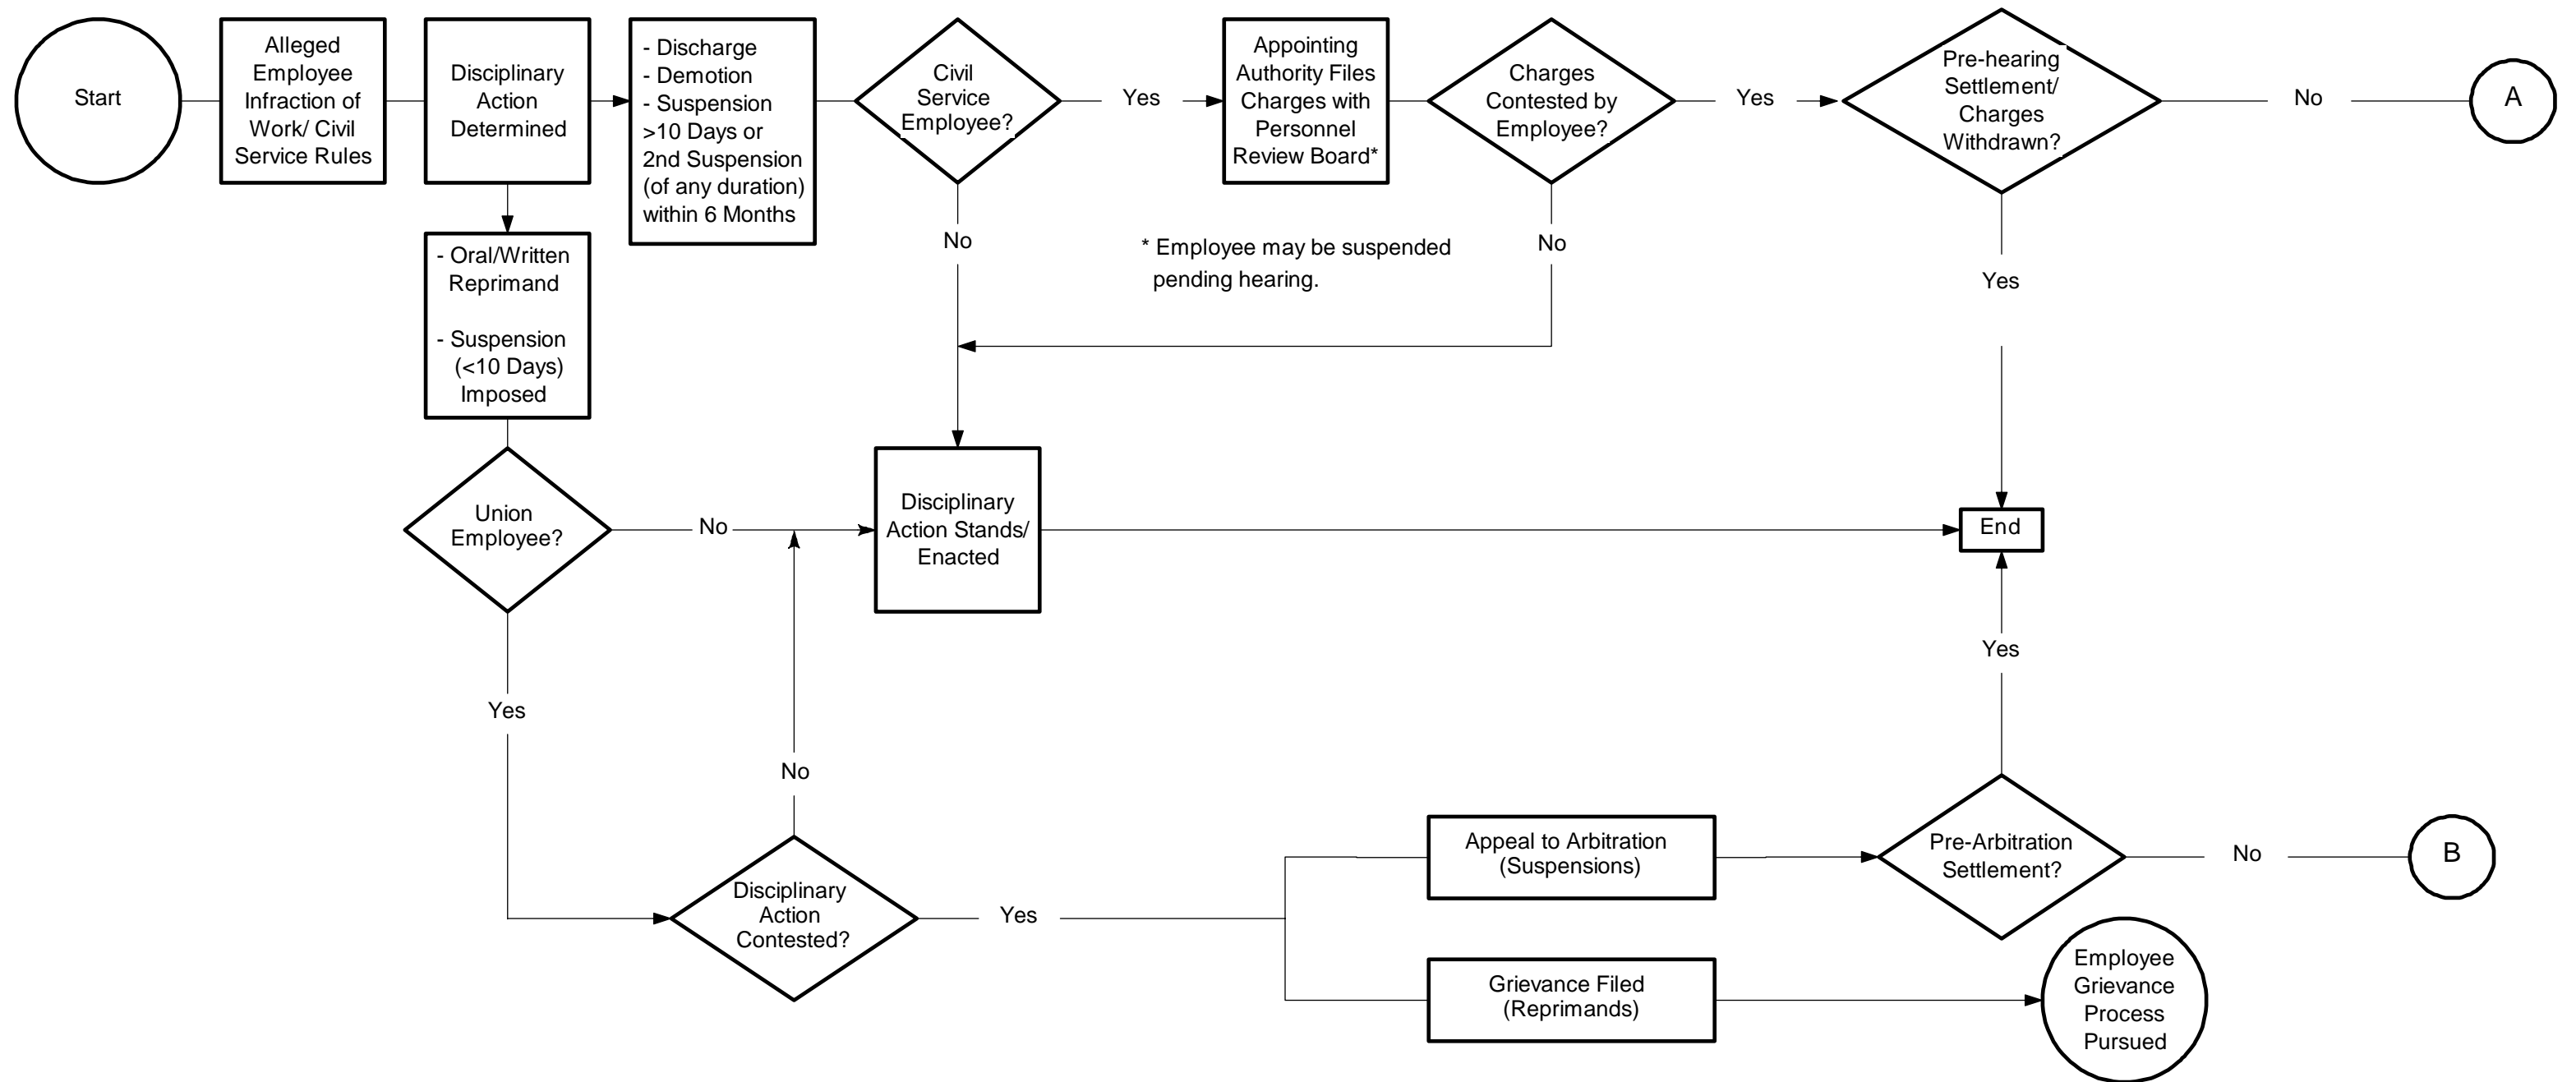 Start
Alleged
Employee
Infraction of
Work/ Civil
Service Rules
Disciplinary
Action
Determined
- Discharge
- Demotion
- Suspension
>10 Days or
2nd Suspension
(of any duration)
within 6 Months
Civil
Service
Employee?
Yes
Appointing
Authority Files
Charges with
Personnel
Review Board*
Charges
Contested by
Employee?
Yes
Pre-hearing
Settlement/
Charges
Withdrawn?
No
A
No
* Employee may be suspended
pending hearing.
No
Yes
- Oral/Written
Reprimand
- Suspension
(<10 Days)
Imposed
Union
Employee?
No
Disciplinary
Action Stands/
Enacted
End
Yes
No
Yes
Disciplinary
Action
Contested?
Yes
Appeal to Arbitration
(Suspensions)
Pre-Arbitration
Settlement?
No
B
Grievance Filed
(Reprimands)
Employee
Grievance
Process
Pursued